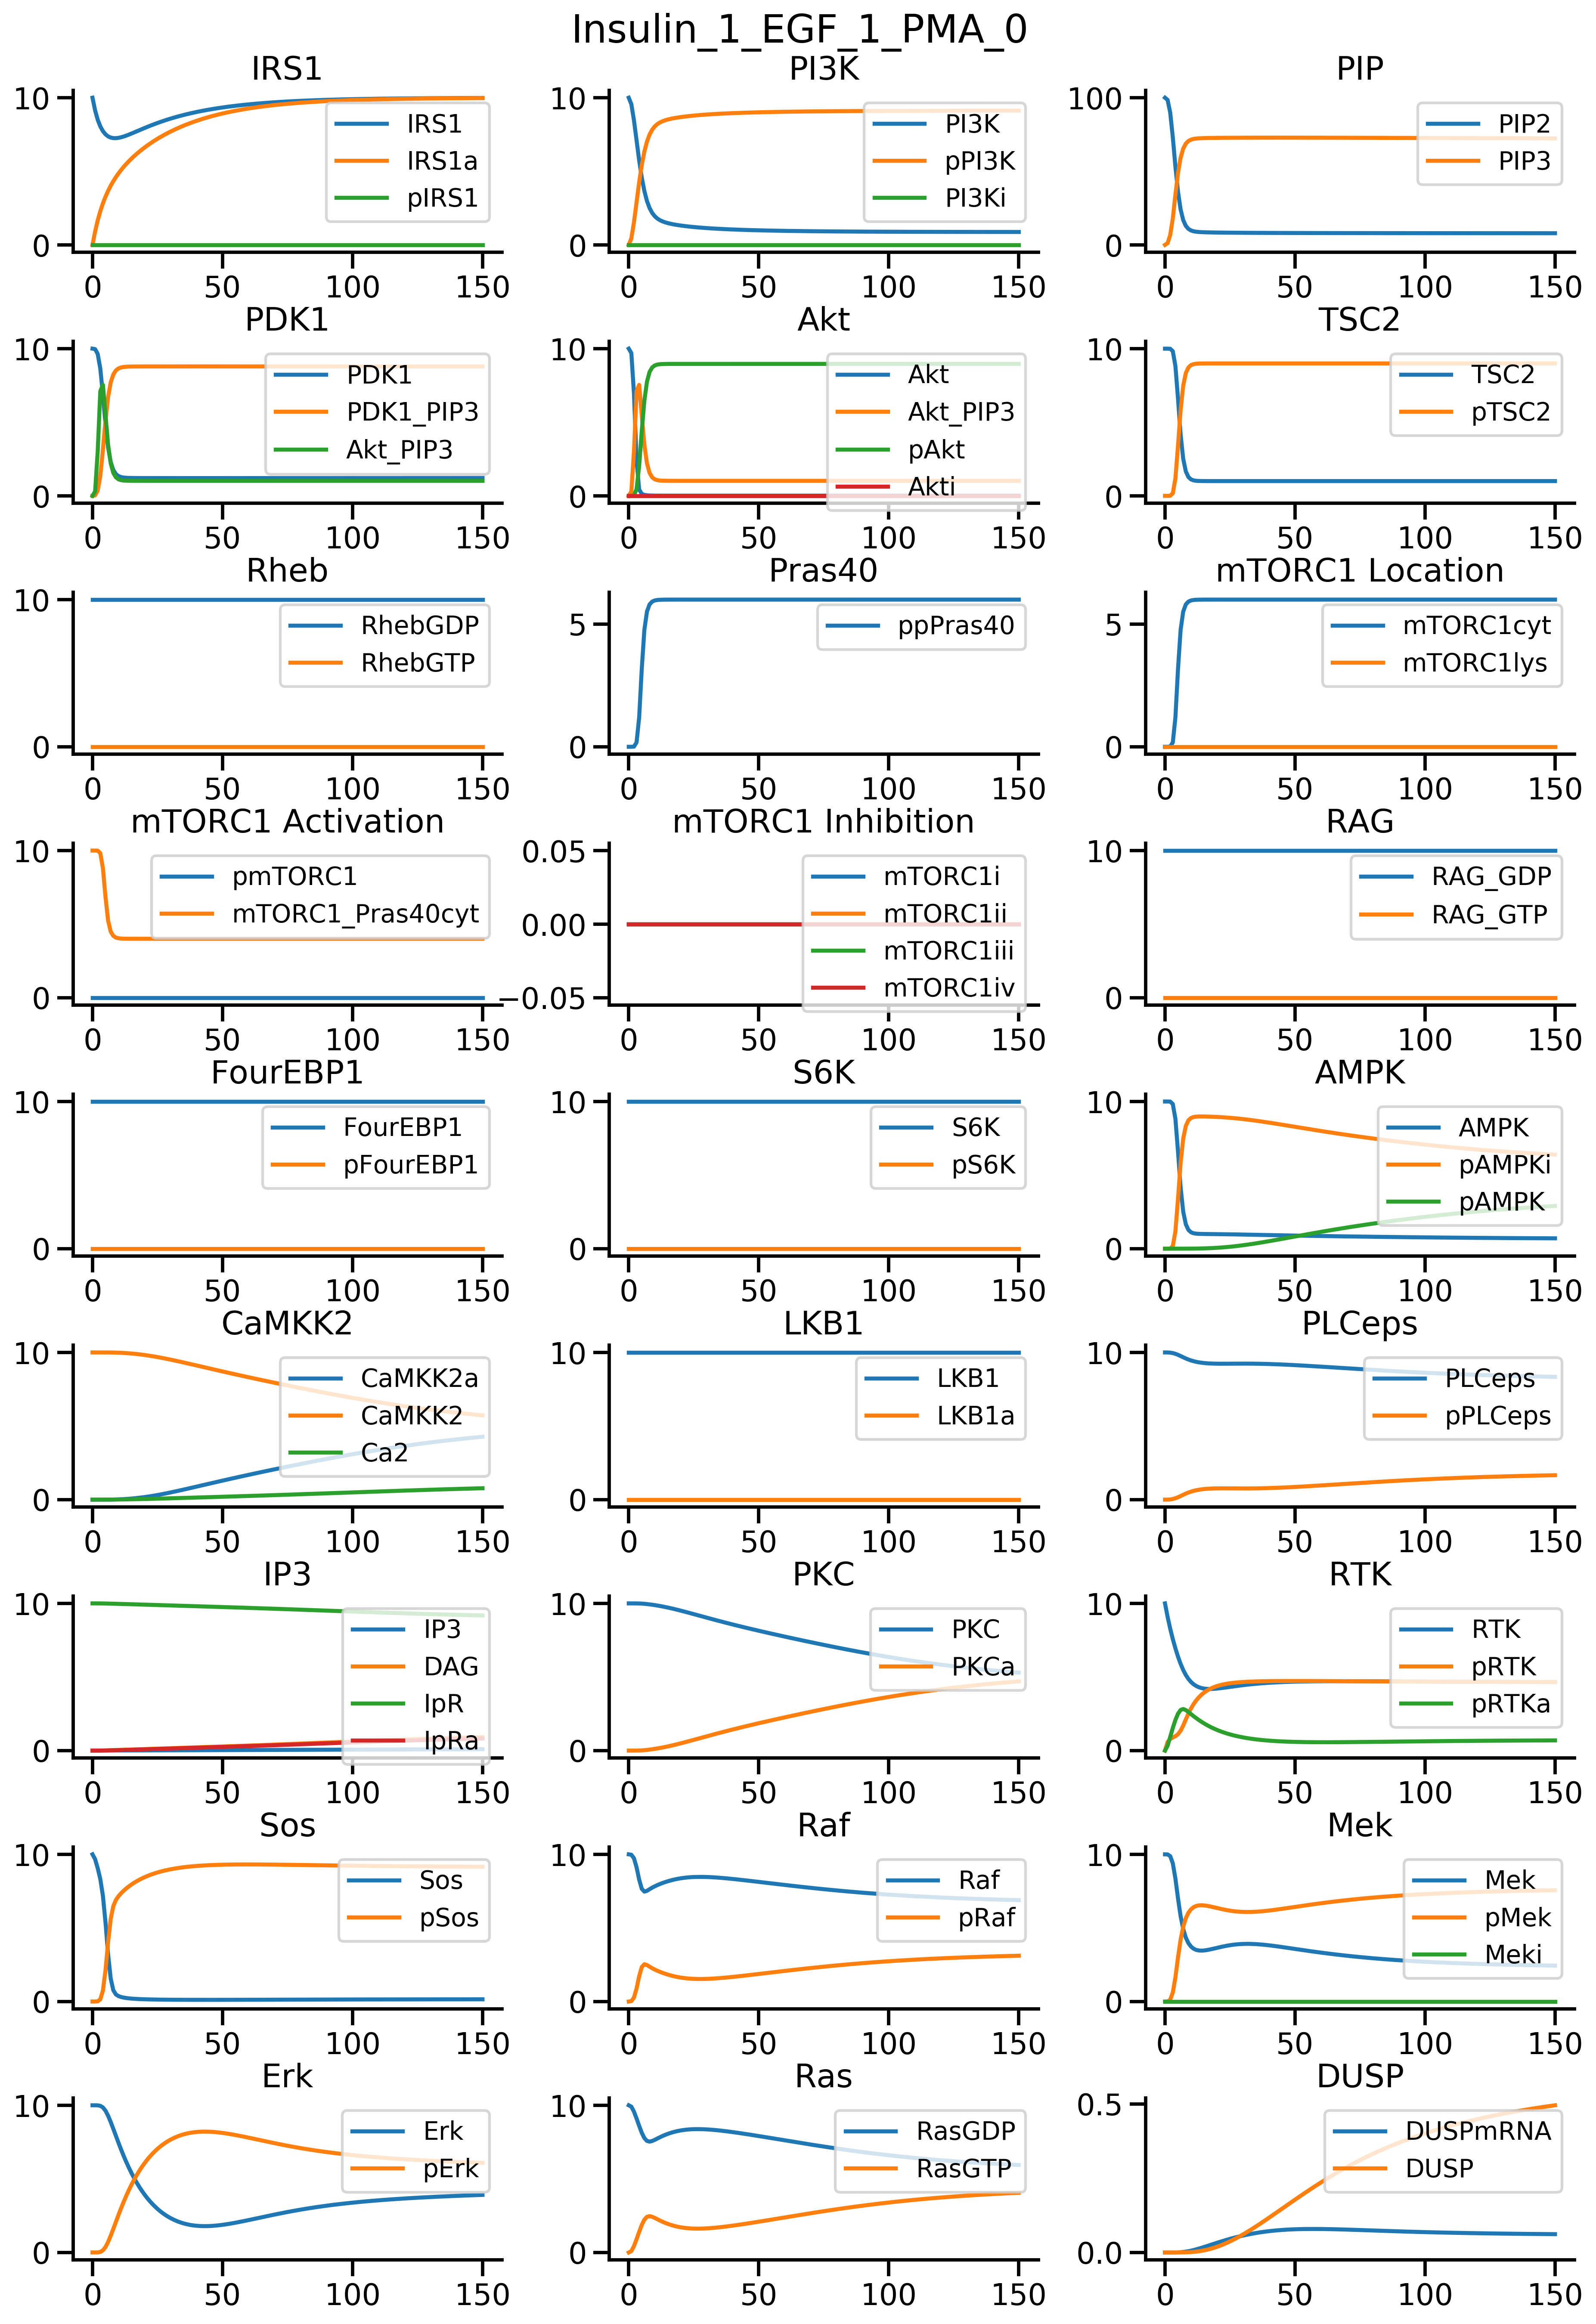 Insulin_1_EGF_1_PMA_0
IRS1
PI3K
PIP
10
0
0
50
100
150
IRS1
IRS1a
pIRS1
10
0
0
50
100
150
PI3K
pPI3K
PI3Ki
100
0
0
50
100
150
PIP2
PIP3
PDK1
Akt
TSC2
10
0
0
50
100
150
PDK1
PDK1_PIP3
Akt_PIP3
10
0
0
50
100
150
Akt
Akt_PIP3
pAkt
Akti
10
0
0
50
100
150
TSC2
pTSC2
Rheb
Pras40
mTORC1 Location
10
0
0
50
100
150
RhebGDP
RhebGTP
5
0
0
50
100
150
ppPras40
5
0
0
50
100
150
mTORC1cyt
mTORC1lys
mTORC1 Activation
mTORC1 Inhibition
RAG
10
0
0
50
100
150
pmTORC1
mTORC1_Pras40cyt
0.05
0.00
−0.05
0
50
100
150
mTORC1i
mTORC1ii
mTORC1iii
mTORC1iv
10
0
0
50
100
150
RAG_GDP
RAG_GTP
FourEBP1
S6K
AMPK
10
0
0
50
100
150
FourEBP1
pFourEBP1
10
0
0
50
100
150
S6K
pS6K
10
0
0
50
100
150
AMPK
pAMPKi
pAMPK
CaMKK2
LKB1
PLCeps
10
0
0
50
100
150
CaMKK2a
CaMKK2
Ca2
10
0
0
50
100
150
LKB1
LKB1a
10
0
0
50
100
150
PLCeps
pPLCeps
IP3
PKC
RTK
10
0
0
50
100
150
IP3
DAG
IpR
IpRa
10
0
0
50
100
150
PKC
PKCa
10
0
0
50
100
150
RTK
pRTK
pRTKa
Sos
Raf
Mek
10
0
0
50
100
150
Sos
pSos
10
0
0
50
100
150
Raf
pRaf
10
0
0
50
100
150
Mek
pMek
Meki
Erk
Ras
DUSP
10
0
0
50
100
150
Erk
pErk
10
0
0
50
100
150
RasGDP
RasGTP
0.5
0.0
0
50
100
150
DUSPmRNA
DUSP